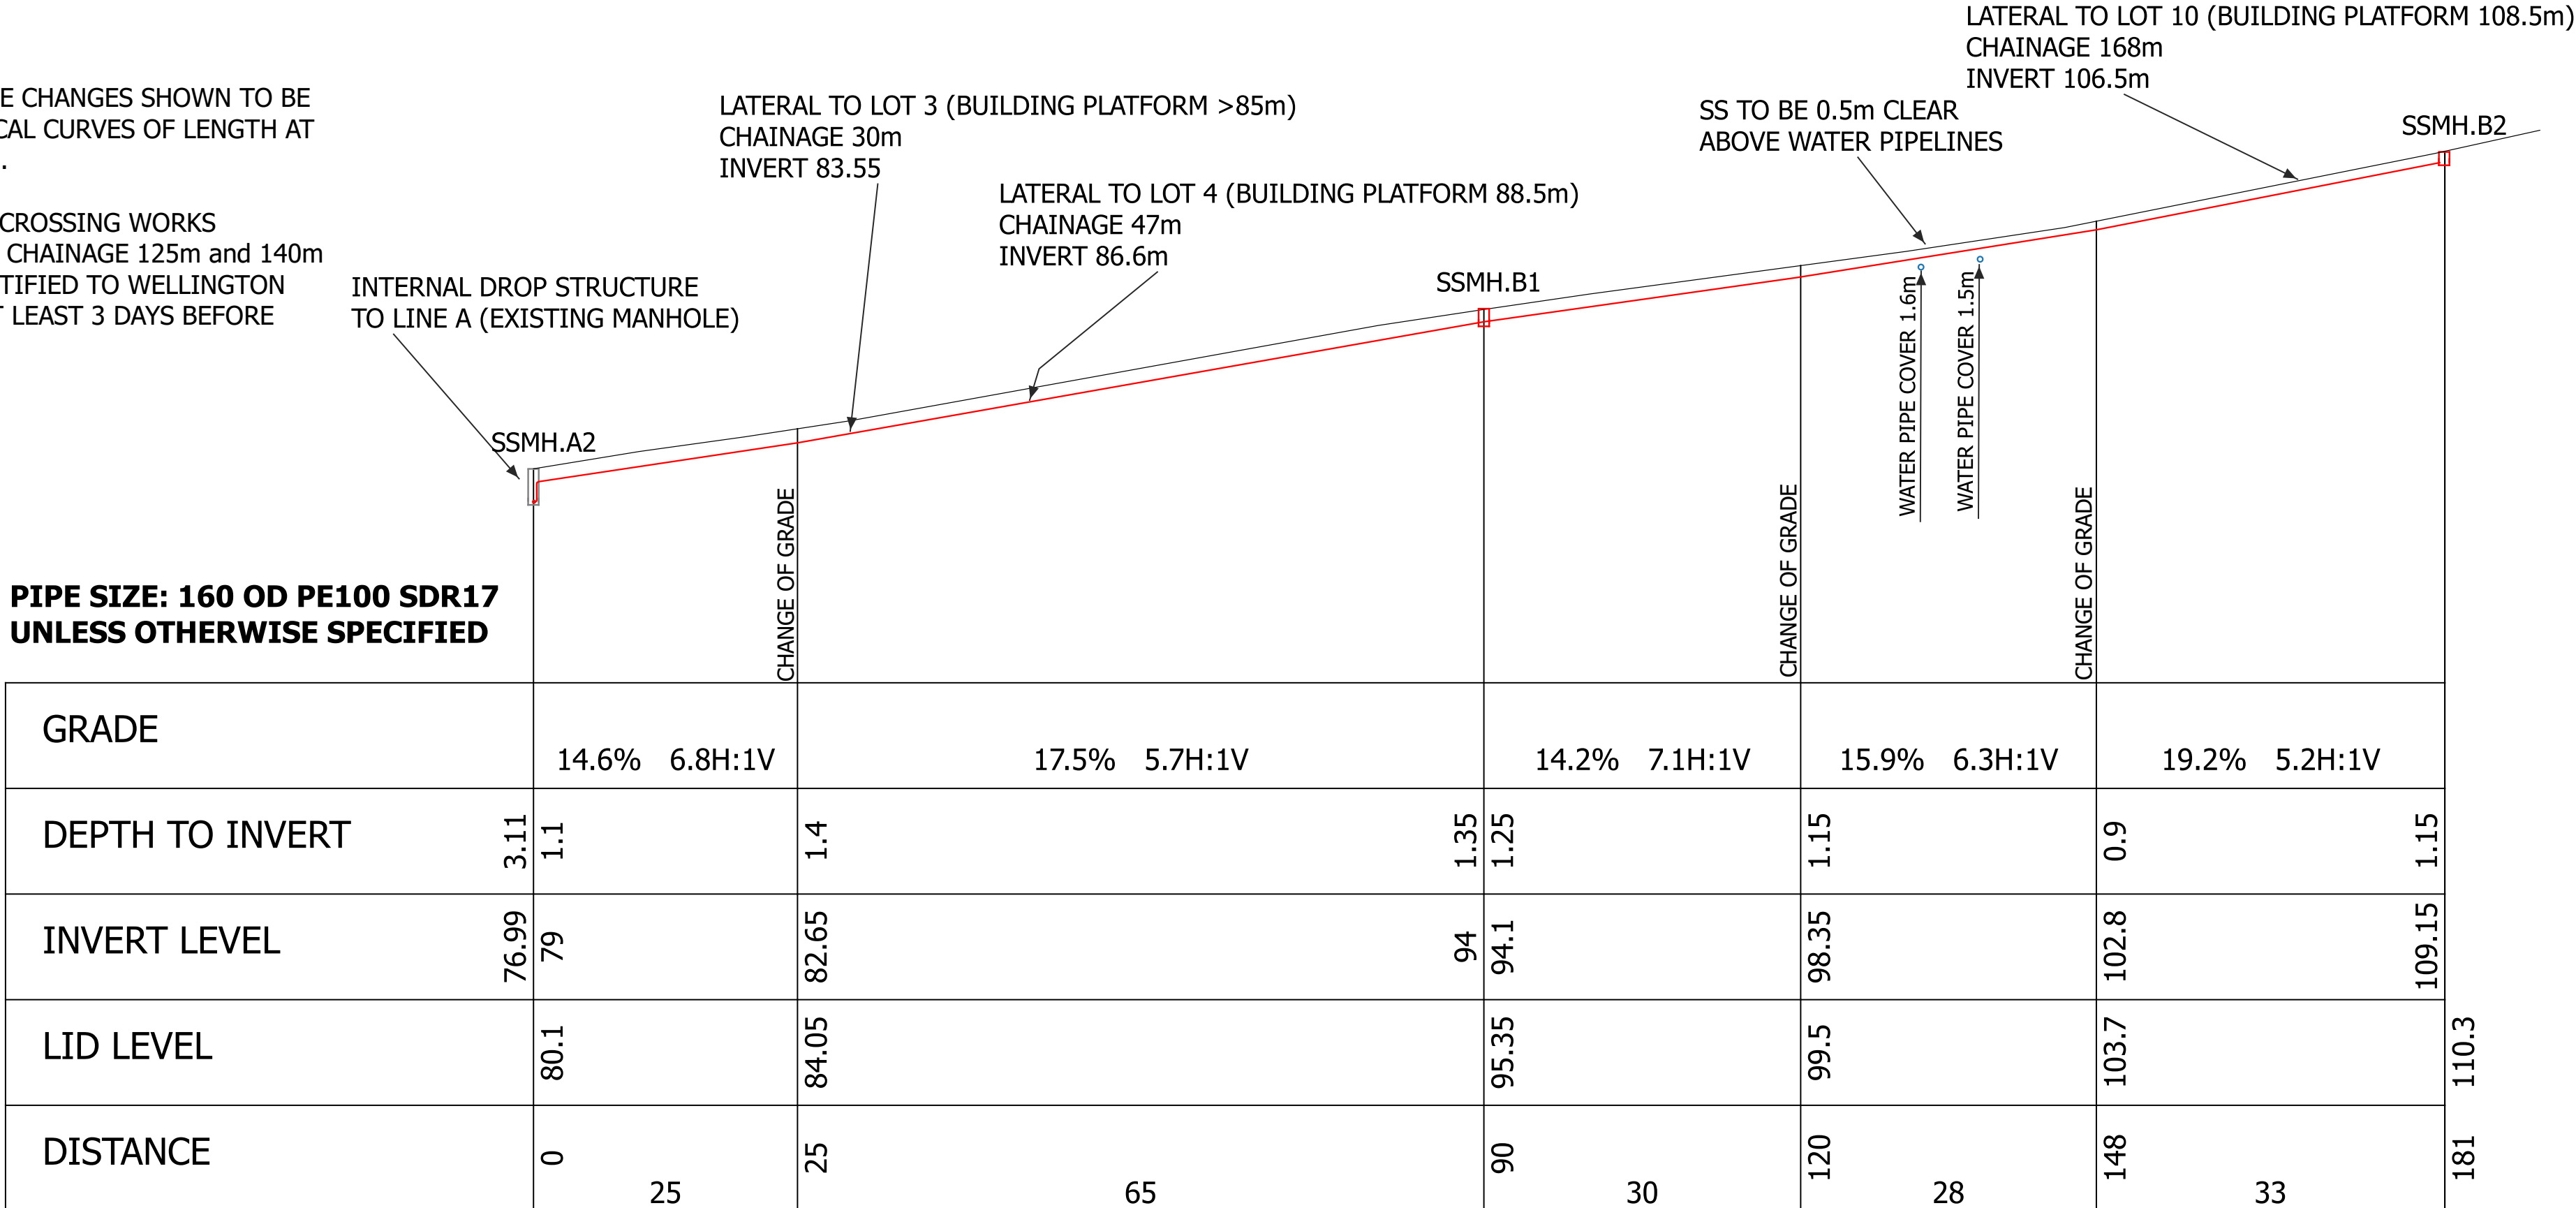 LATERAL TO LOT 10 (BUILDING PLATFORM 108.5m)
CHAINAGE 168m
INVERT 106.5m
E CHANGES SHOWN TO BE
CAL CURVES OF LENGTH AT
.
LATERAL TO LOT 3 (BUILDING PLATFORM >85m)
CHAINAGE 30m
INVERT 83.55
SS TO BE 0.5m CLEAR
ABOVE WATER PIPELINES
SSMH.B2
LATERAL TO LOT 4 (BUILDING PLATFORM 88.5m)
CHAINAGE 47m
INVERT 86.6m
CROSSING WORKS
CHAINAGE 125m and 140m
TIFIED TO WELLINGTON
T LEAST 3 DAYS BEFORE
INTERNAL DROP STRUCTURE
TO LINE A (EXISTING MANHOLE)
SSMH.B1
SSMH.A2
WATER PIPE COVER 1.6m
WATER PIPE COVER 1.5m
CHANGE OF GRADE
CHANGE OF GRADE
CHANGE OF GRADE
PIPE SIZE: 160 OD PE100 SDR17
UNLESS OTHERWISE SPECIFIED
GRADE
14.6% 6.8H:1V
17.5% 5.7H:1V
14.2% 7.1H:1V
15.9% 6.3H:1V
19.2% 5.2H:1V
DEPTH TO INVERT
3.11
1.1
1.4
1.35
1.25
1.15
0.9
1.15
INVERT LEVEL
76.99
79
82.65
94
94.1
98.35
102.8
109.15
LID LEVEL
80.1
84.05
95.35
99.5
103.7
110.3
DISTANCE
0
25
90
120
148
181
25
65
30
28
33